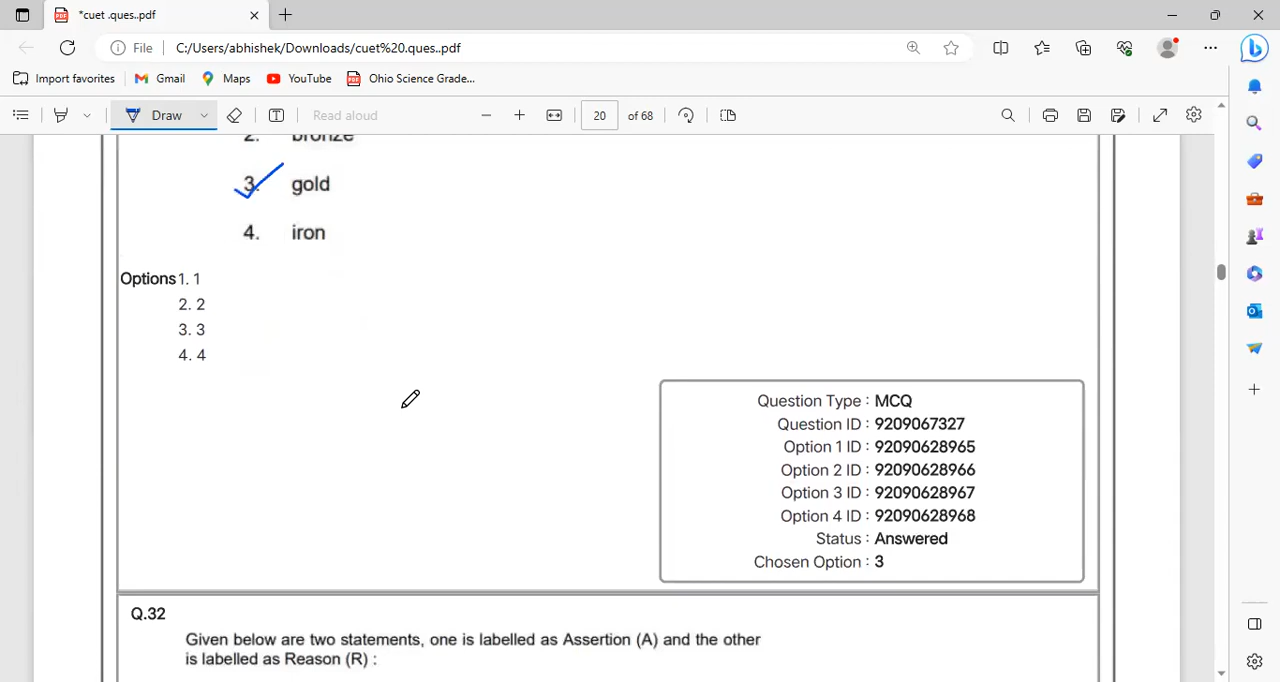 *cuet .ques..pdf
File
C:/Users/abhishek/Downloads/cuet%20.ques..pdf
Import favorites
Gmail
Maps
YouTube
Ohio Science Grade...
Draw
Read aloud
20
of 68
2. bronze
3. gold
4. iron
Options 1. 1
2. 2
3. 3
4. 4
Question Type : MCQ
Question ID : 9209067327
Option 1 ID : 92090628965
Option 2 ID : 92090628966
Option 3 ID : 92090628967
Option 4 ID : 92090628968
Status : Answered
Chosen Option : 3
Q.32
Given below are two statements, one is labelled as Assertion (A) and the other
is labelled as Reason (R) :